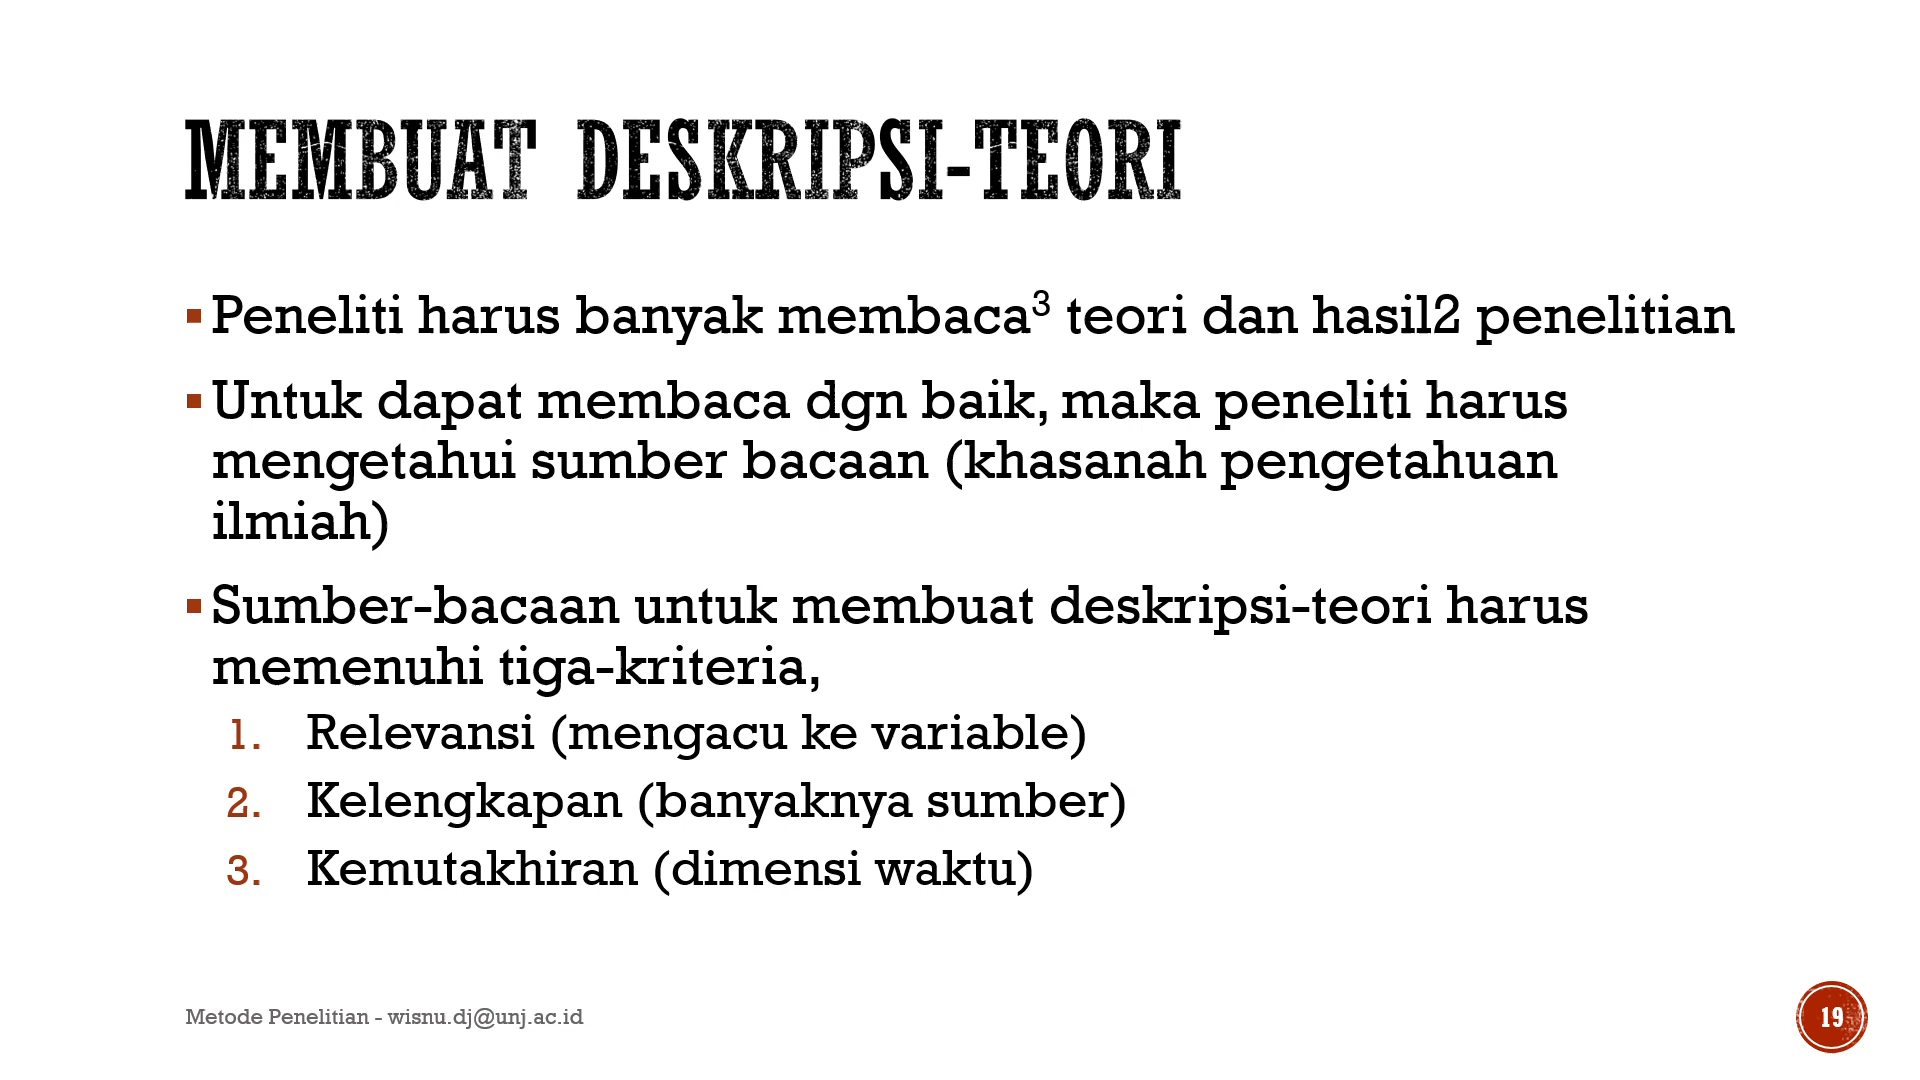 MEMBUAT DESKRIPSI-TEORI
▪ Peneliti harus banyak membaca³ teori dan hasil2 penelitian
▪ Untuk dapat membaca dgn baik, maka peneliti harus
mengetahui sumber bacaan (khasanah pengetahuan
ilmiah)
▪ Sumber-bacaan untuk membuat deskripsi-teori harus
memenuhi tiga-kriteria,
1. Relevansi (mengacu ke variable)
2. Kelengkapan (banyaknya sumber)
3. Kemutakhiran (dimensi waktu)
Metode Penelitian - wisnu.dj@unj.ac.id
19